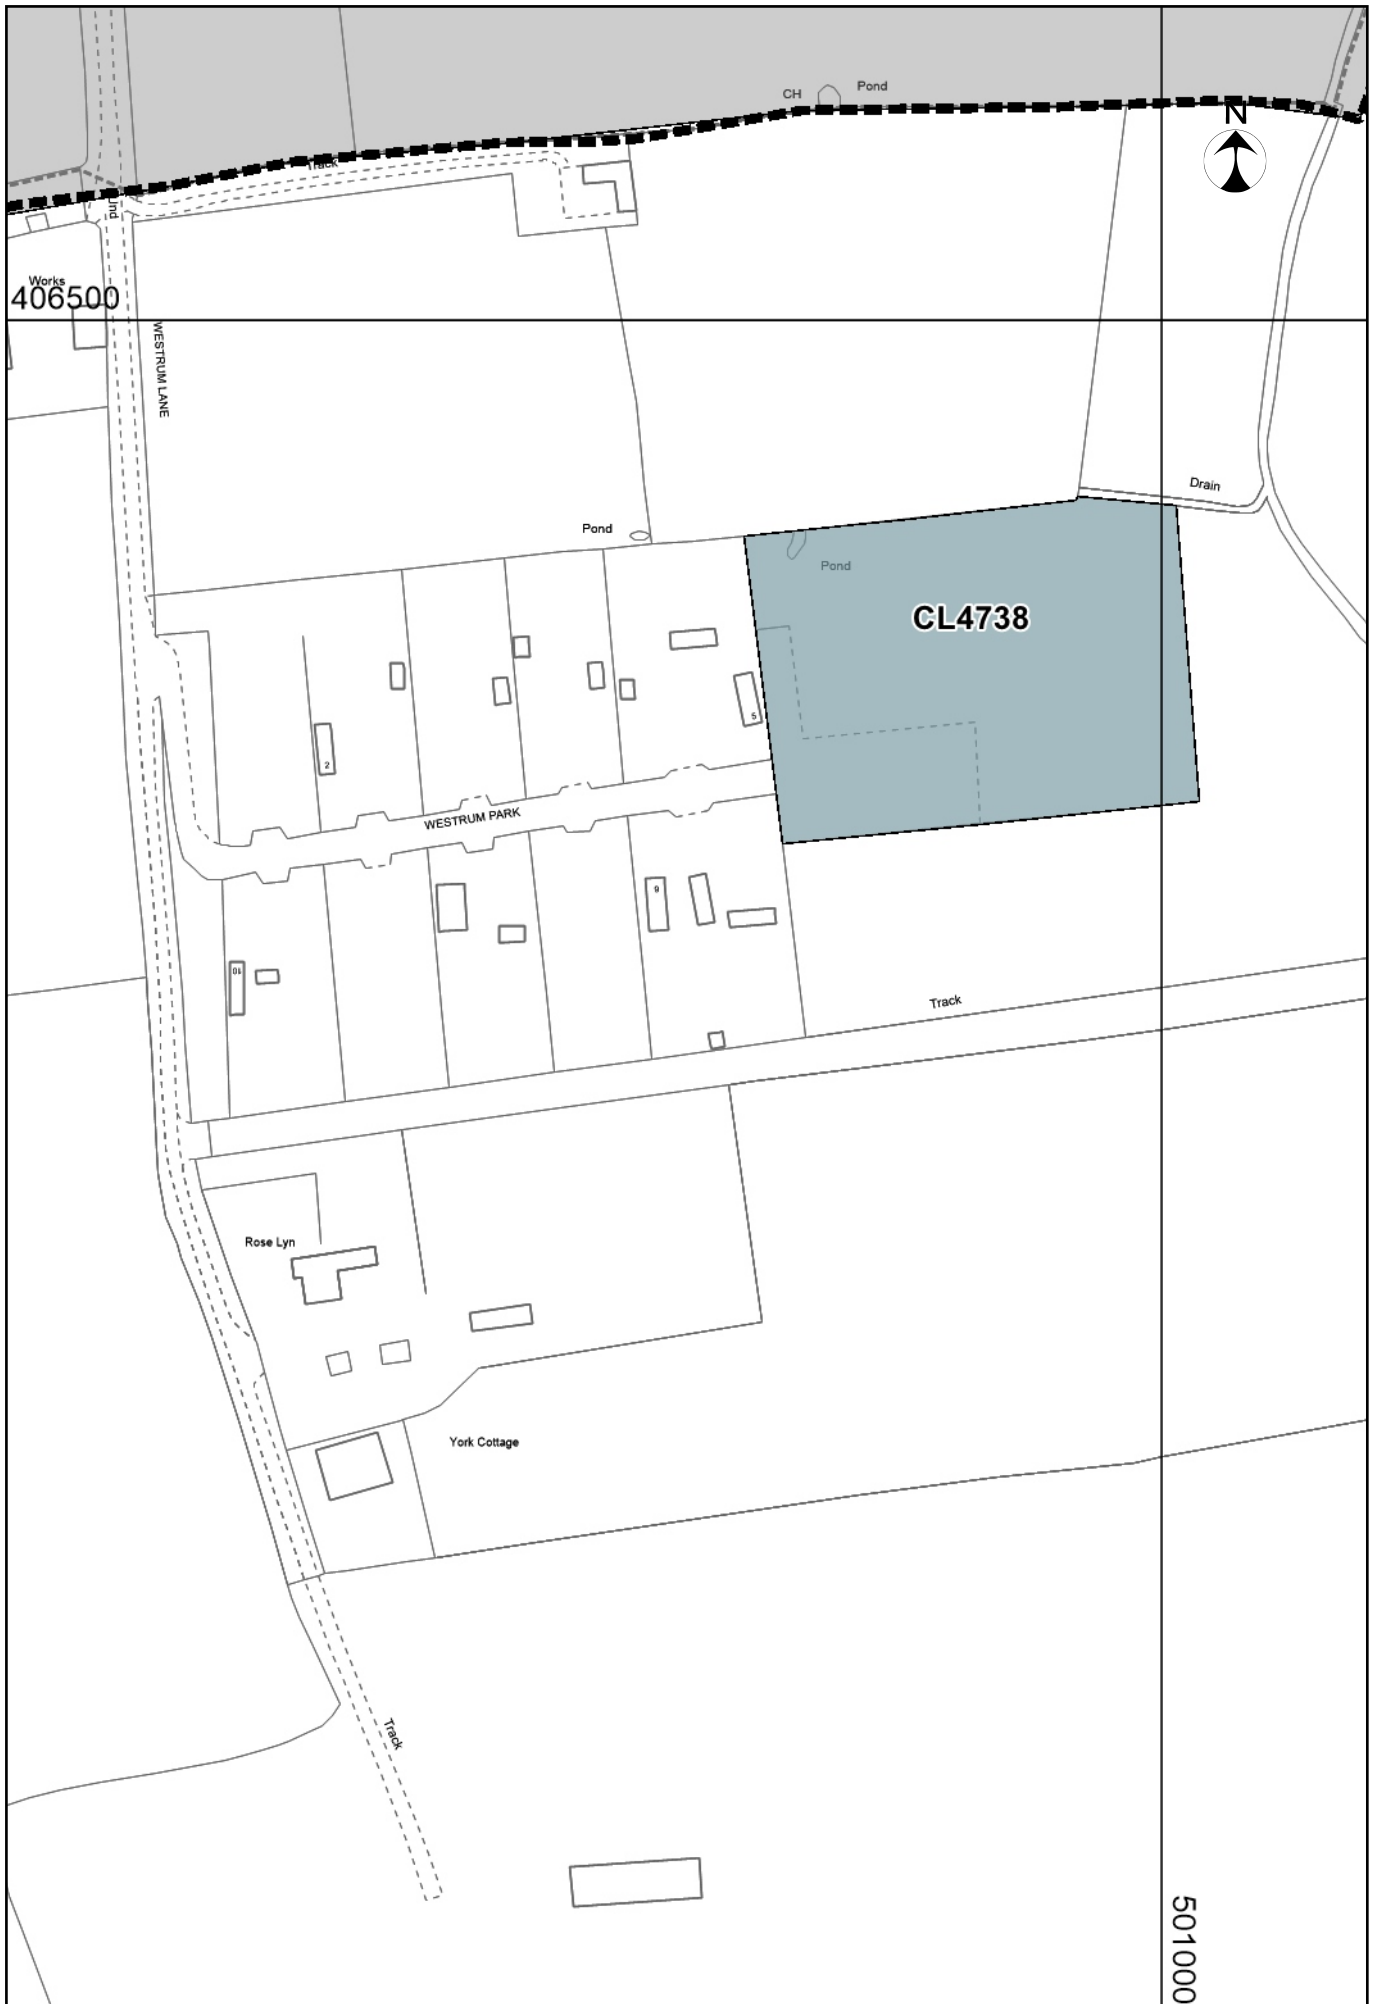 CH
Pond
N
Track
Und
Works
406500
WESTRUM LANE
Drain
Pond
Pond
CL4738
5
2
WESTRUM PARK
9
10
Track
Rose Lyn
York Cottage
Track
501000